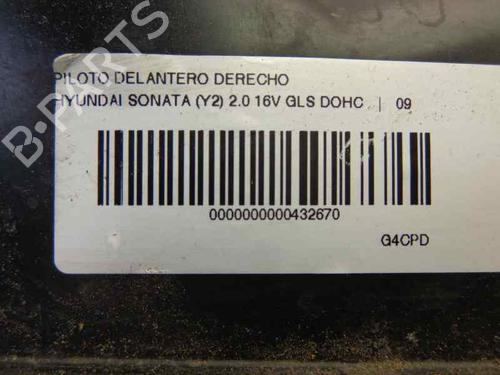 PILOTO DELANTERO DERECHO
HYUNDAI SONATA (Y2) 2.0 16V GLS DOHC | 09
0000000000432670
G4CPD
B-PARTS